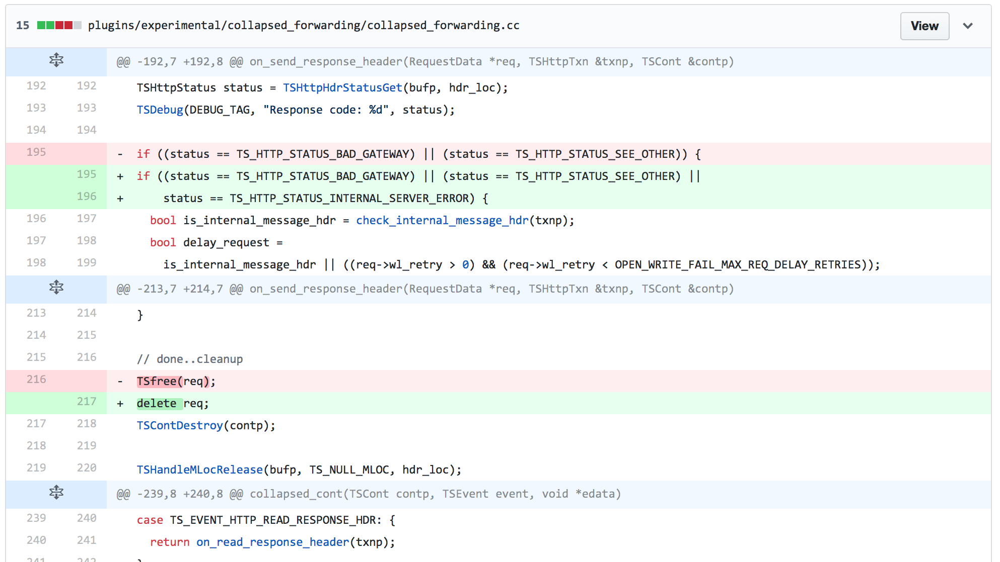 15 plugins/experimental/collapsed_forwarding/collapsed_forwarding.cc View
@@ -192,7 +192,8 @@ on_send_response_header(RequestData *req, TSHttpTxn &txnp, TSCont &contp)
192 192 TSHttpStatus status = TSHttpHdrStatusGet(bufp, hdr_loc);
193 193 TSDebug(DEBUG_TAG, "Response code: %d", status);
194 194
195 - if ((status == TS_HTTP_STATUS_BAD_GATEWAY) || (status == TS_HTTP_STATUS_SEE_OTHER)) {
195 + if ((status == TS_HTTP_STATUS_BAD_GATEWAY) || (status == TS_HTTP_STATUS_SEE_OTHER) ||
196 + status == TS_HTTP_STATUS_INTERNAL_SERVER_ERROR) {
196 197 bool is_internal_message_hdr = check_internal_message_hdr(txnp);
197 198 bool delay_request =
198 199 is_internal_message_hdr || ((req->wl_retry > 0) && (req->wl_retry < OPEN_WRITE_FAIL_MAX_REQ_DELAY_RETRIES));
@@ -213,7 +214,7 @@ on_send_response_header(RequestData *req, TSHttpTxn &txnp, TSCont &contp)
213 214 }
214 215
215 216 // done..cleanup
216 - TSfree(req);
217 + delete req;
217 218 TSContDestroy(contp);
218 219
219 220 TSHandleMLocRelease(bufp, TS_NULL_MLOC, hdr_loc);
@@ -239,8 +240,8 @@ collapsed_cont(TSCont contp, TSEvent event, void *edata)
239 240 case TS_EVENT_HTTP_READ_RESPONSE_HDR: {
240 241 return on_read_response_header(txnp);
241 242 }